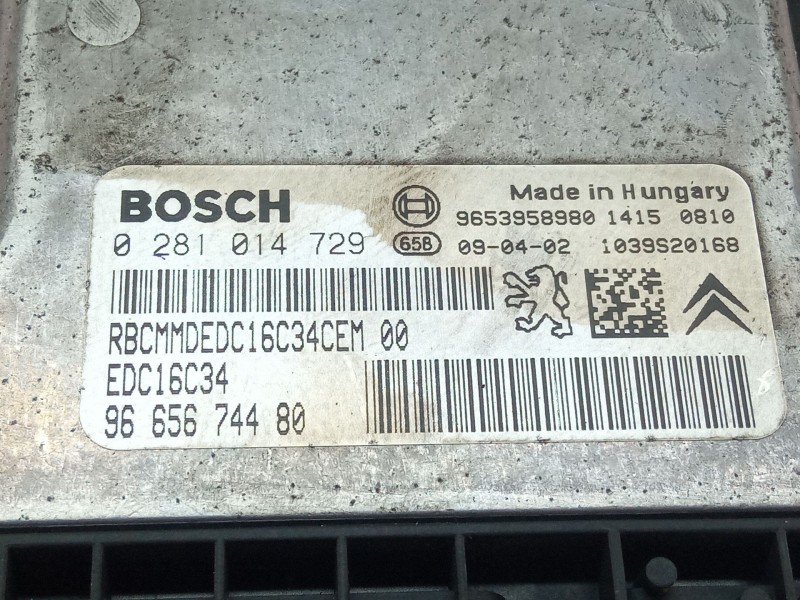 BOSCH
Made in Hungary
9653958980 1415 0810
0 281 014 729
658
09-04-02 1039S20168
RBCMMDEDC16C34CEM 00
EDC16C34
96 656 744 80